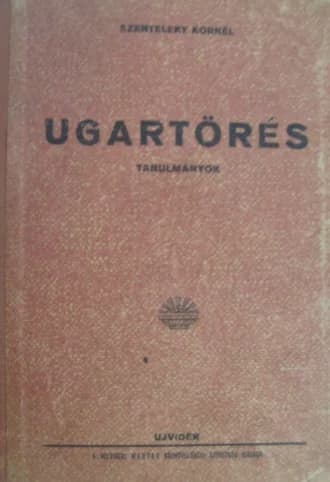 SZENTELEKY KORNÉL
UGARTÖRÉS
TANULMÁNYOK
UJVIDÉK